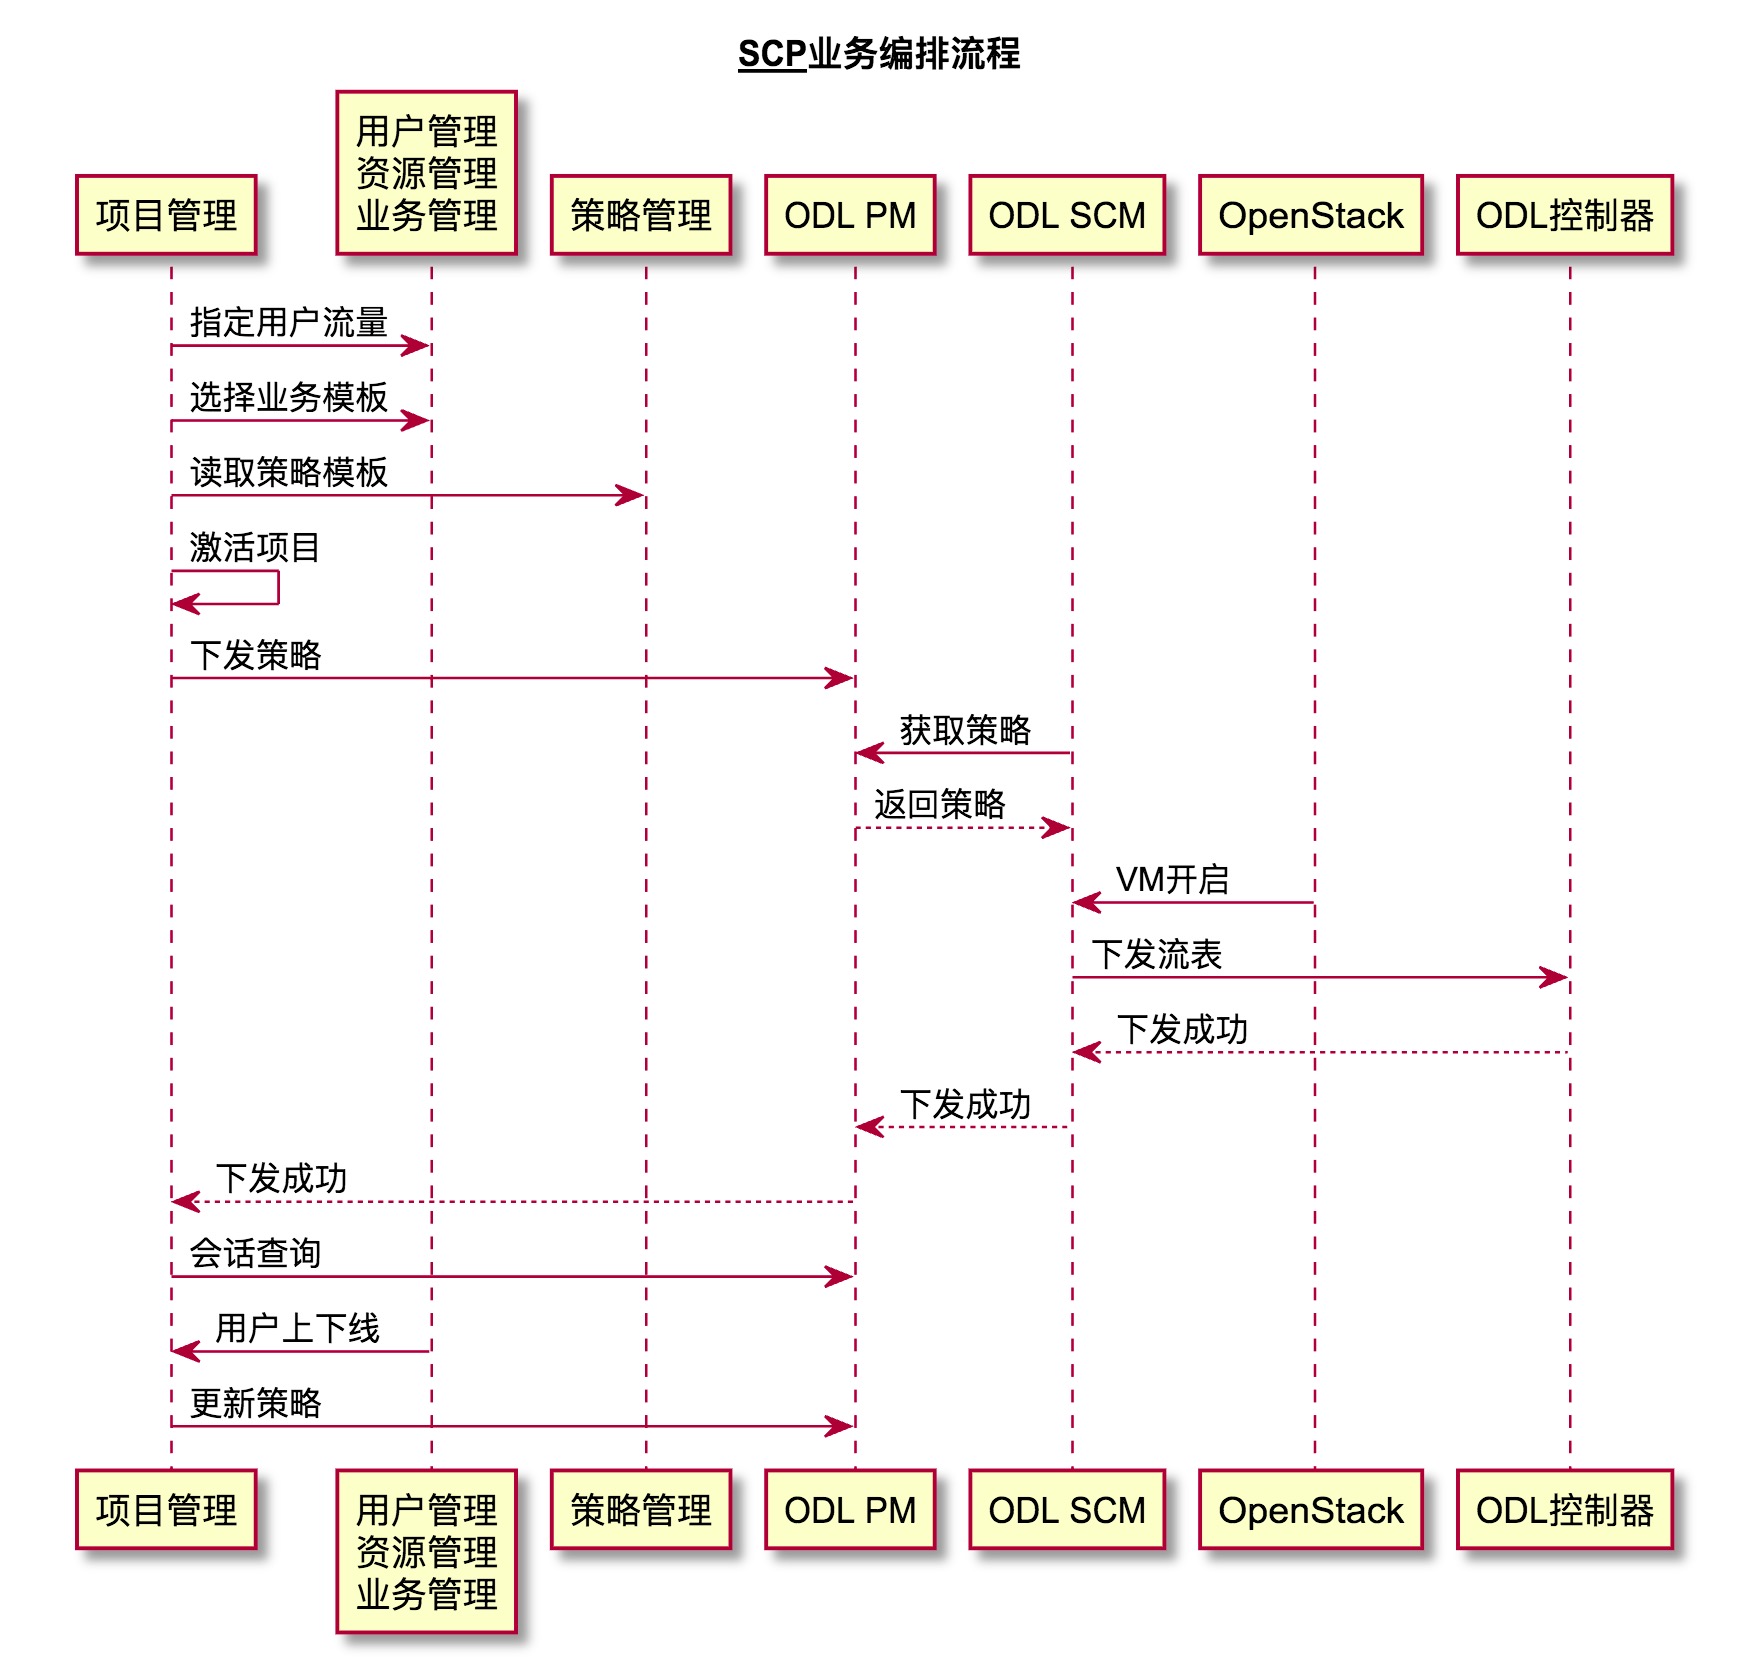 SCP业务编排流程
用户管理
资源管理
业务管理
项目管理
策略管理
ODL PM
ODL SCM
OpenStack
ODL控制器
指定用户流量
选择业务模板
读取策略模板
激活项目
下发策略
获取策略
返回策略
VM开启
下发流表
下发成功
下发成功
下发成功
会话查询
用户上下线
更新策略
项目管理
用户管理
资源管理
业务管理
策略管理
ODL PM
ODL SCM
OpenStack
ODL控制器